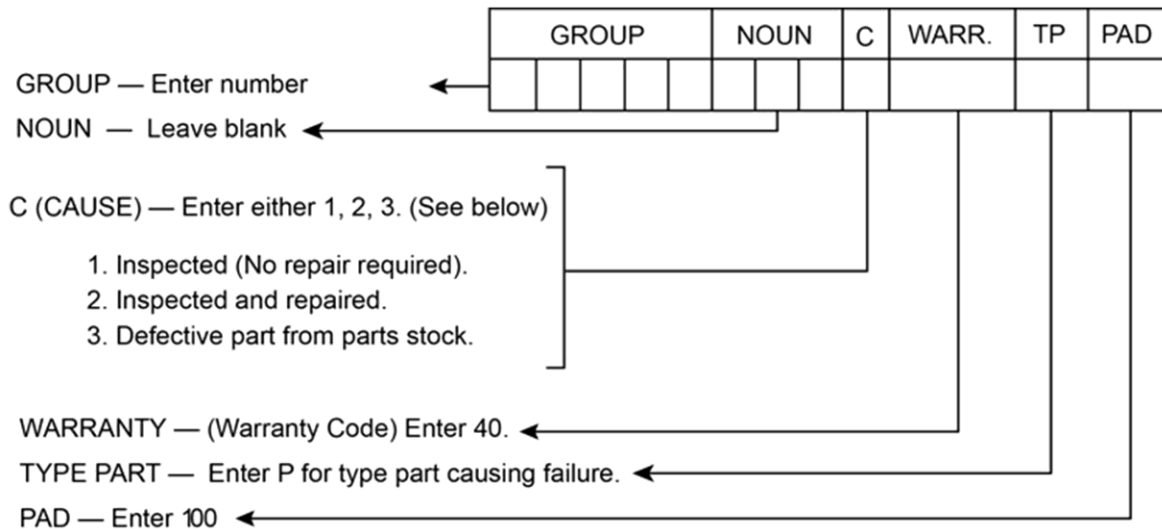 GROUP NOUN C WARR. TP PAD
GROUP — Enter number
NOUN — Leave blank
C (CAUSE) — Enter either 1, 2, 3. (See below)
1. Inspected (No repair required).
2. Inspected and repaired.
3. Defective part from parts stock.
WARRANTY — (Warranty Code) Enter 40.
TYPE PART — Enter P for type part causing failure.
PAD — Enter 100